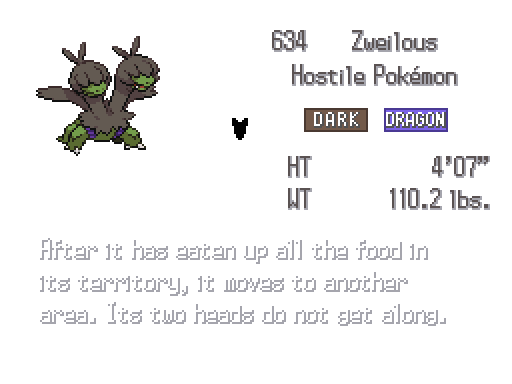 634 Zweilous
Hostile Pokémon
DARK DRAGON
HT 4'07"
WT 110.2 lbs.
After it has eaten up all the food in
its territory, it moves to another
area. Its two heads do not get along.